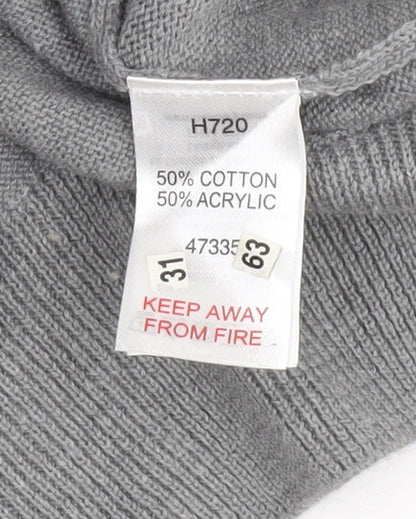 H720
50% COTTON
50% ACRYLIC
47335
63
31
KEEP AWAY
FROM FIRE